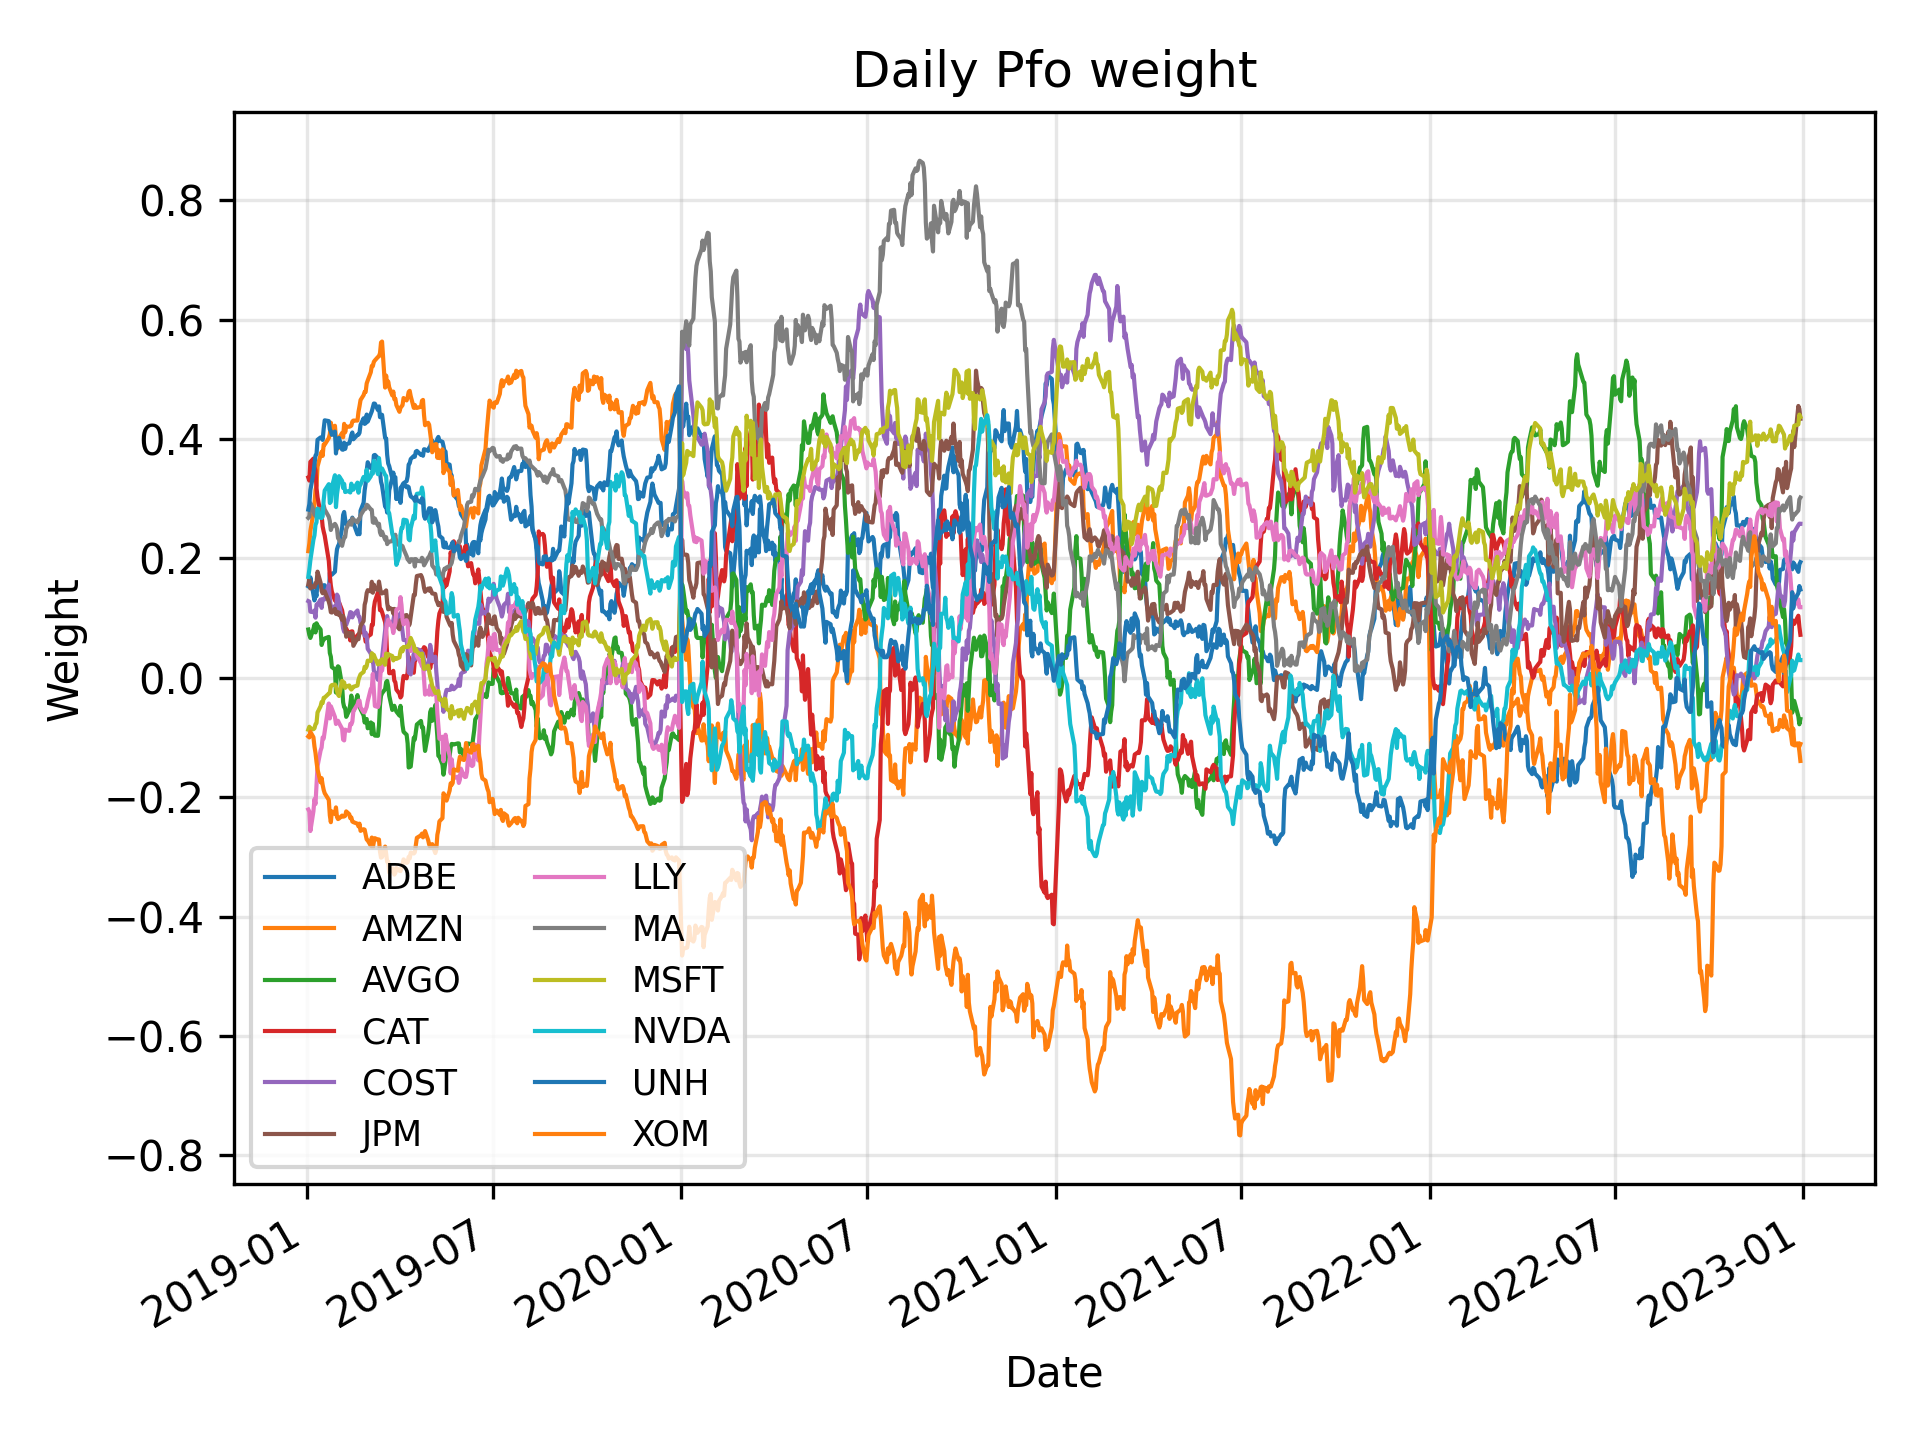 Daily Pfo weight
Weight
0.8
0.6
0.4
0.2
0.0
−0.2
−0.4
−0.6
−0.8
ADBE
AMZN
AVGO
CAT
COST
JPM
LLY
MA
MSFT
NVDA
UNH
XOM
2019-01
2019-07
2020-01
2020-07
2021-01
2021-07
2022-01
2022-07
2023-01
Date